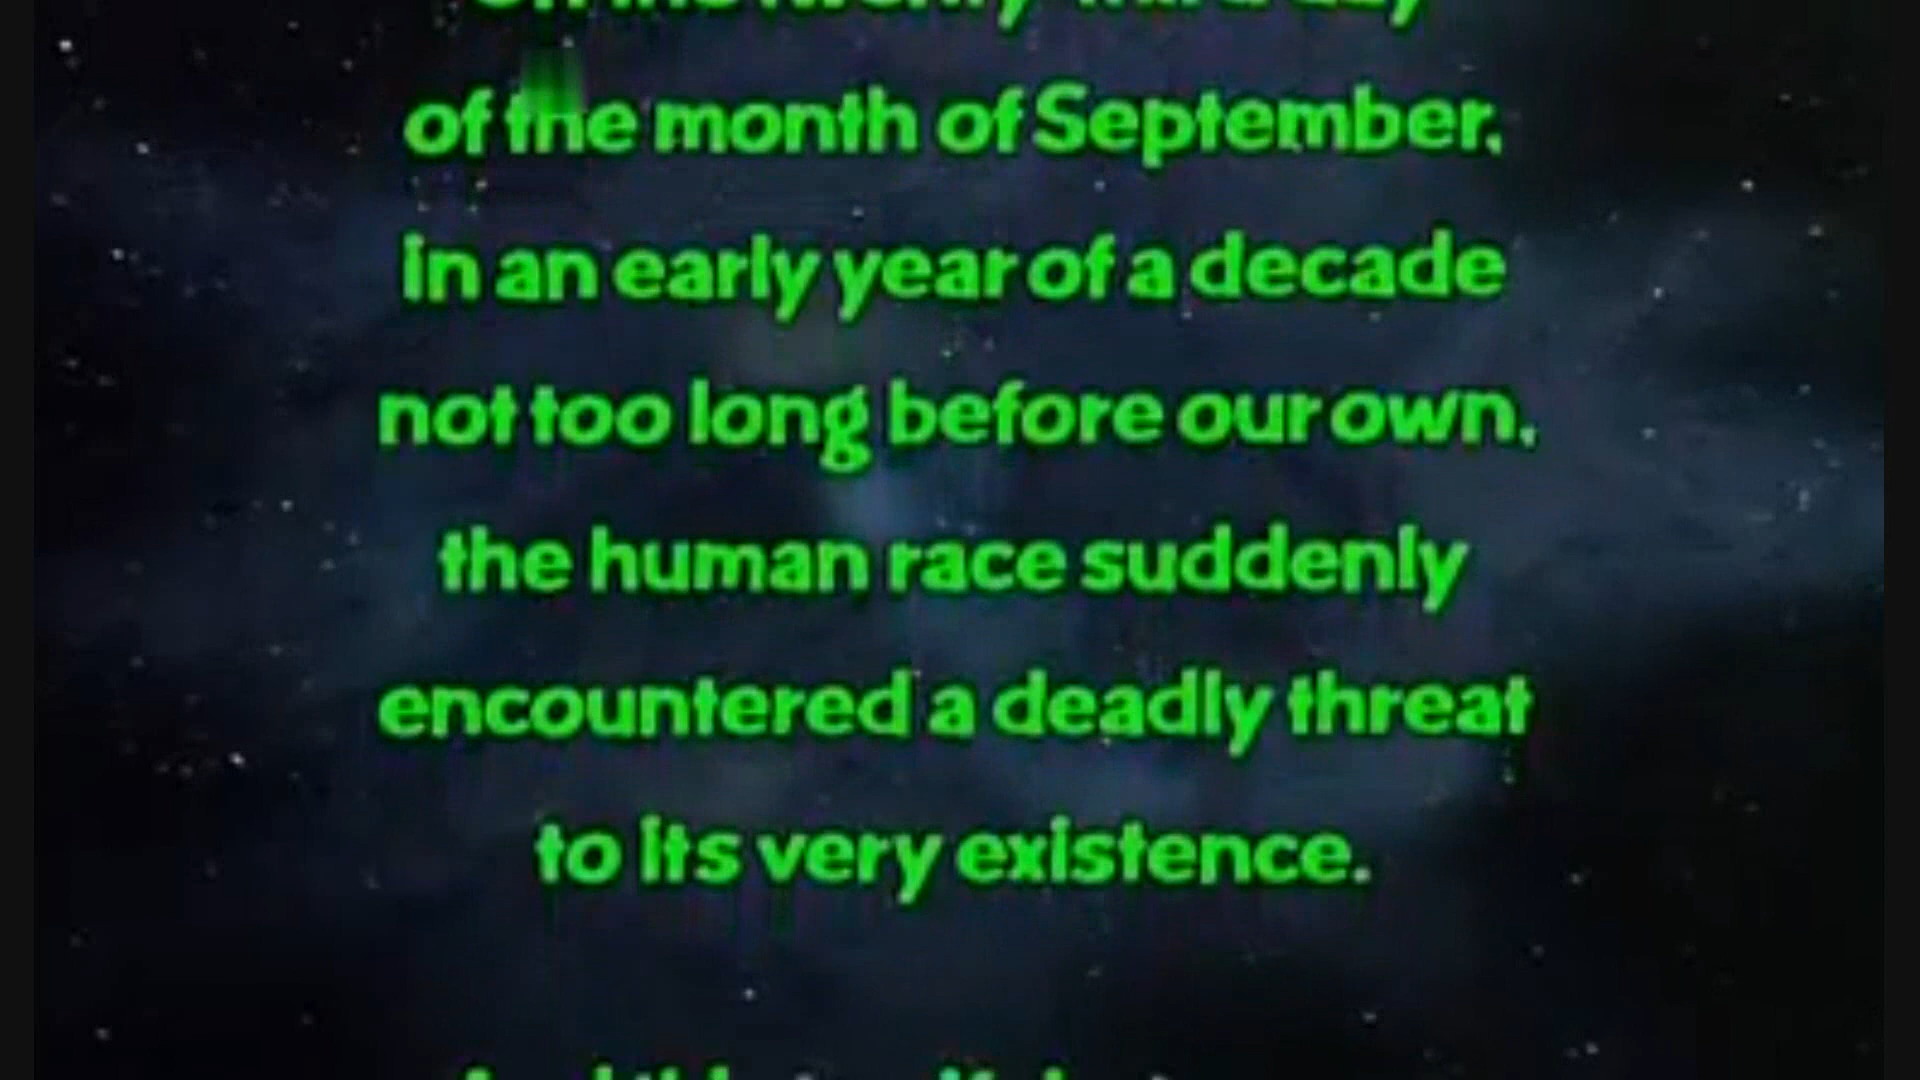 of the month of September,
in an early year of a decade
not too long before our own,
the human race suddenly
encountered a deadly threat
to its very existence.